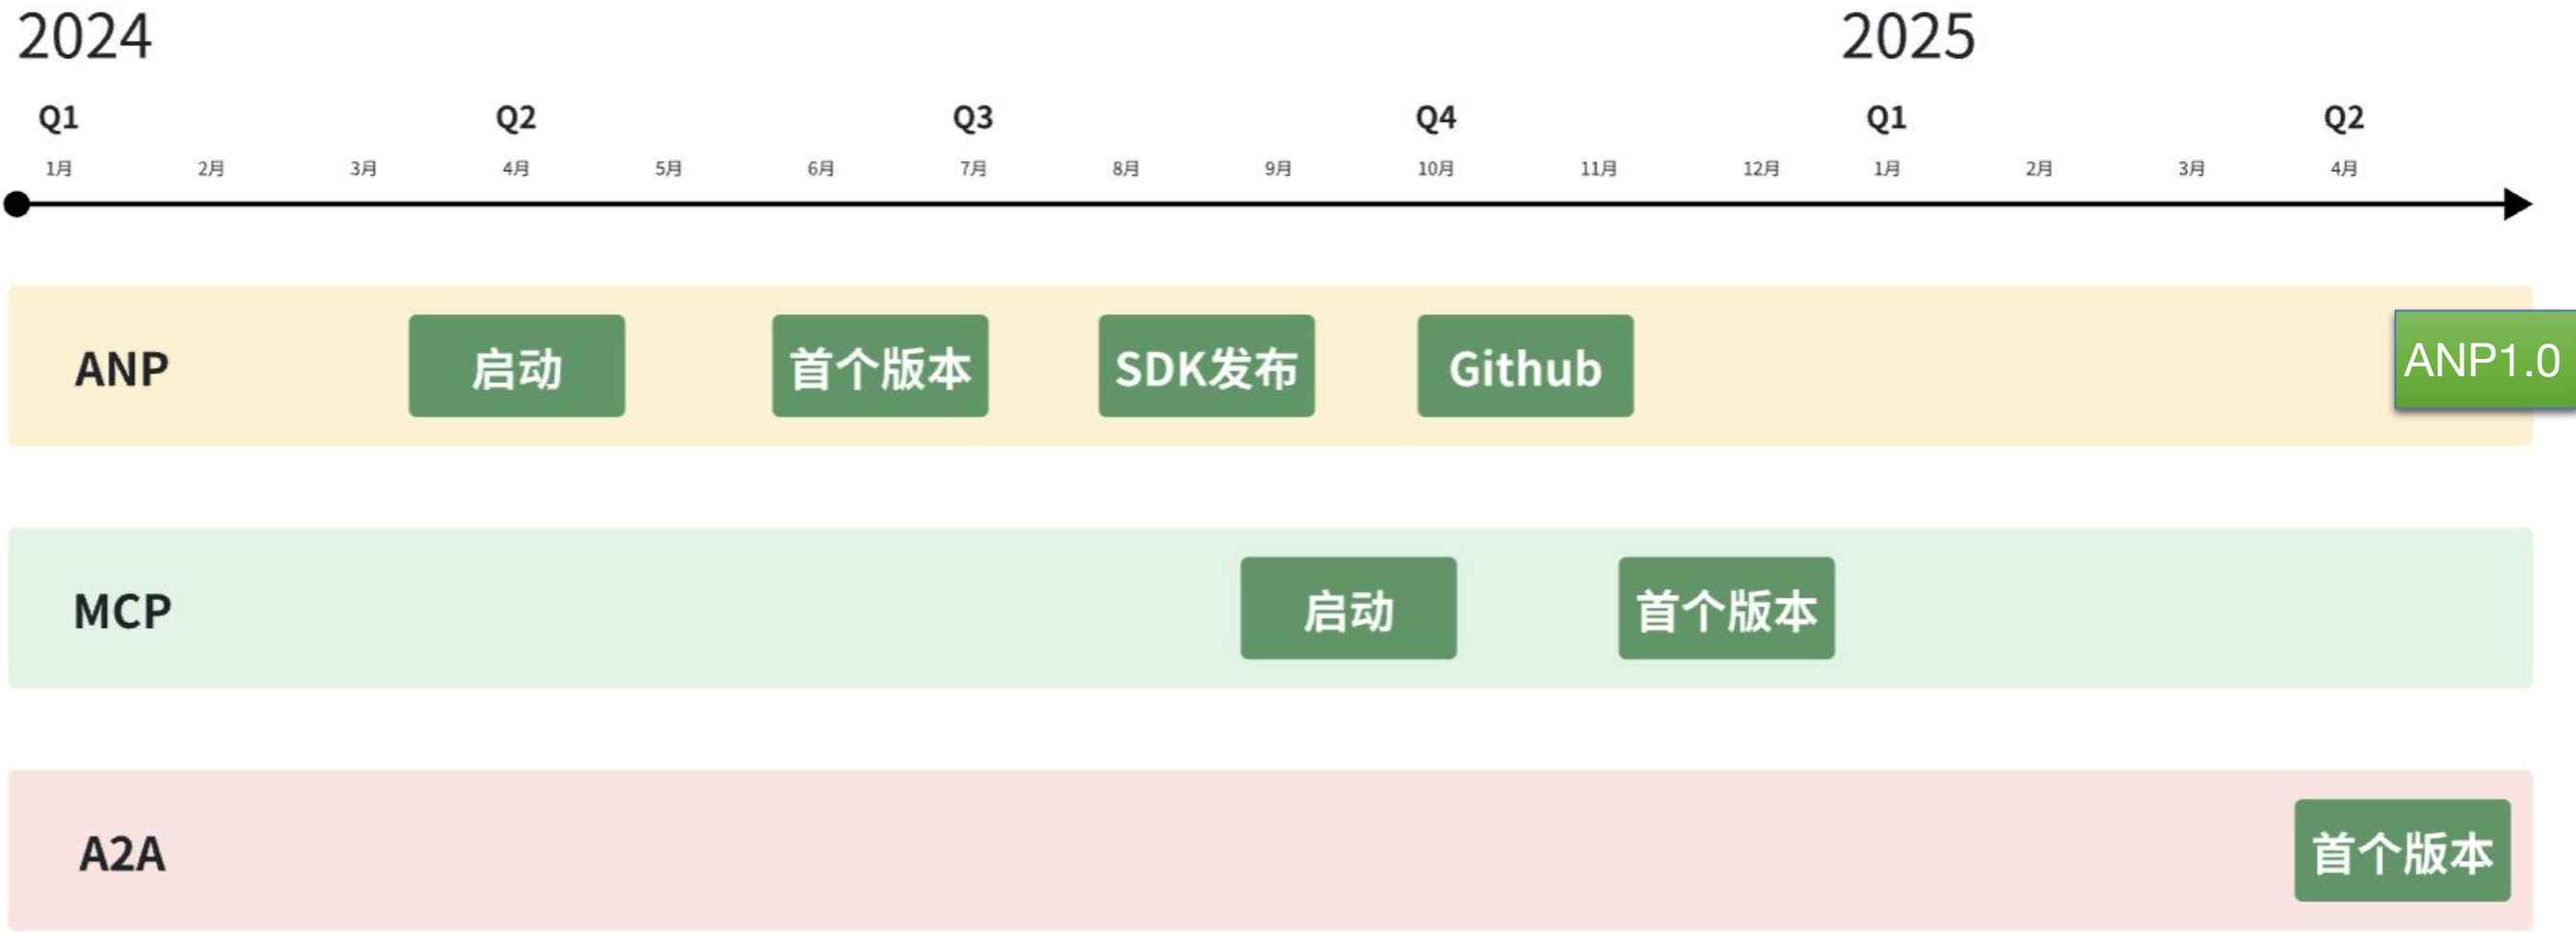 2024 2025
Q1 Q2 Q3 Q4 Q1 Q2
1月 2月 3月 4月 5月 6月 7月 8月 9月 10月 11月 12月 1月 2月 3月 4月
ANP 启动 首个版本 SDK发布 Github ANP1.0
MCP 启动 首个版本
A2A 首个版本